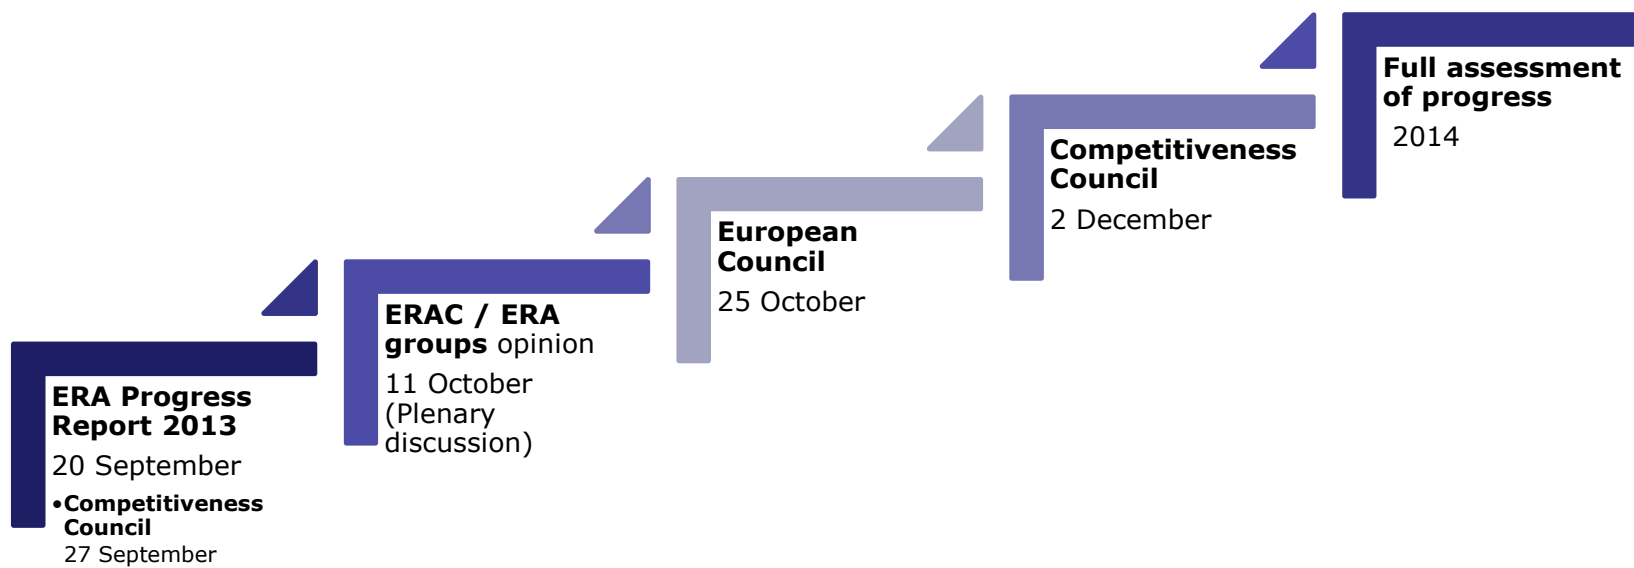 ERA Progress
Report 2013
20 September
•Competitiveness
Council
27 September
ERAC / ERA
groups opinion
11 October
(Plenary
discussion)
European
Council
25 October
Competitiveness
Council
2 December
Full assessment
of progress
2014